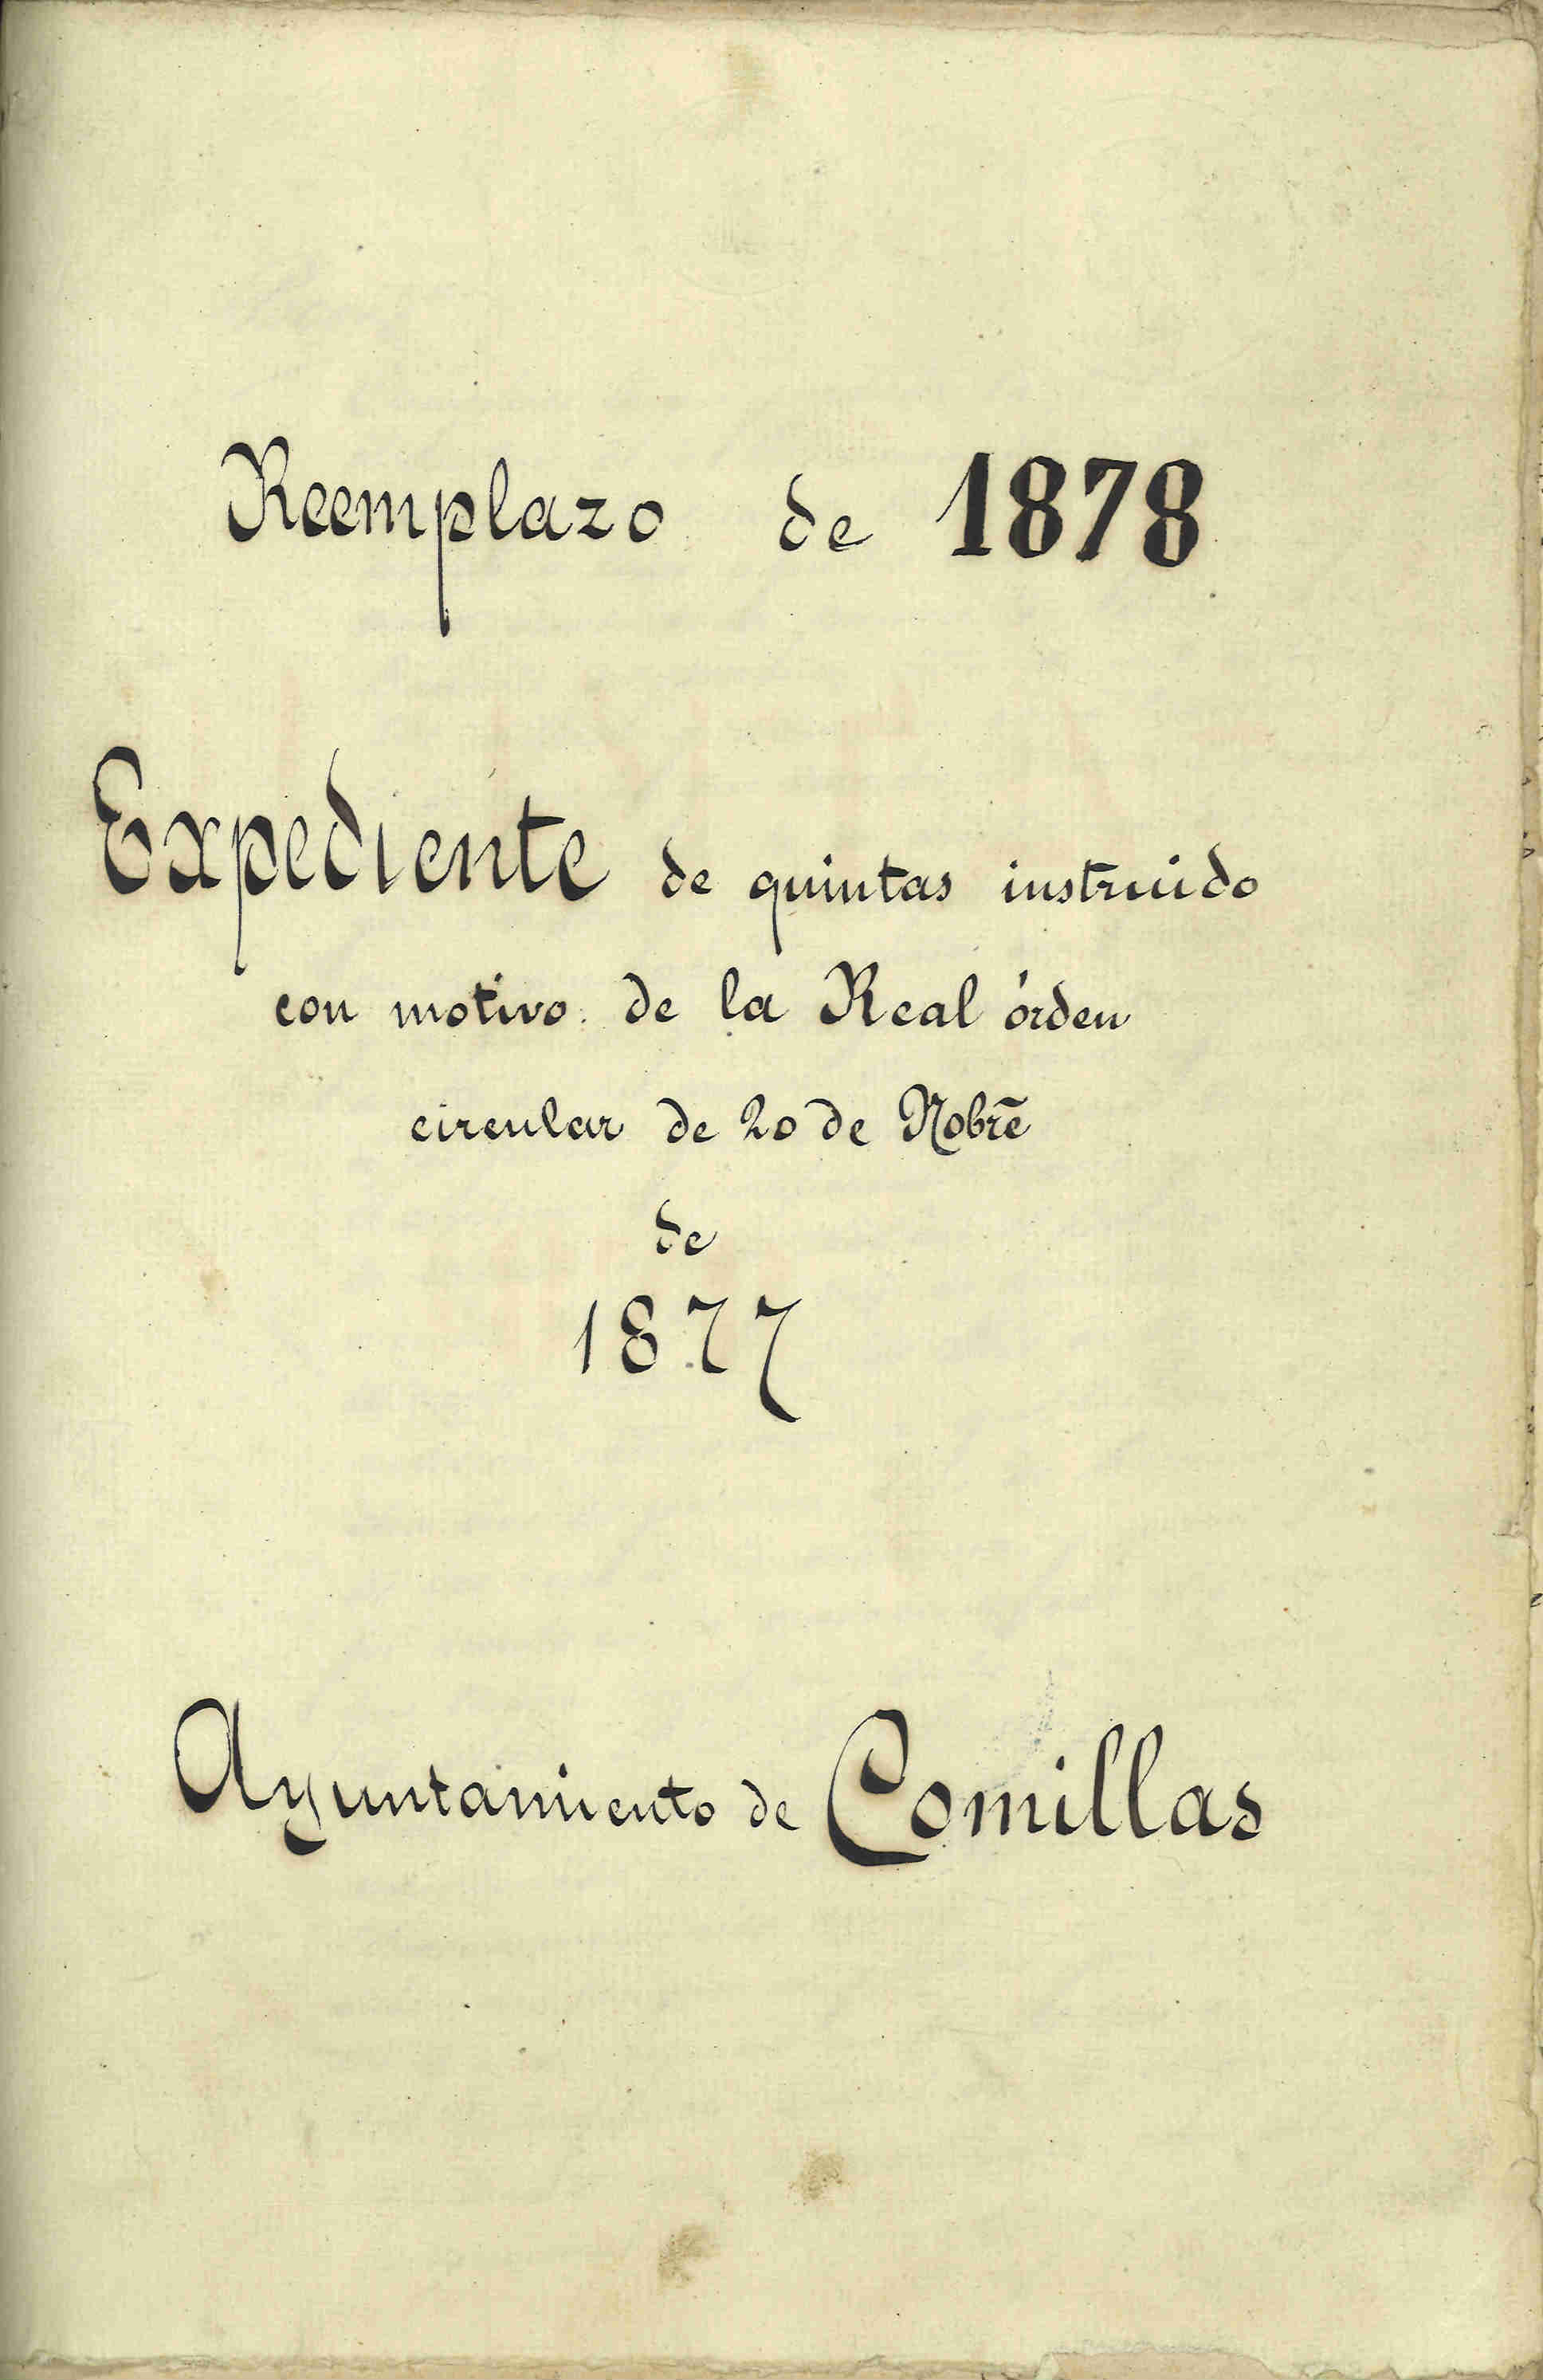 Reemplazo de 1878
Expediente de quintas instruido
con motivo de la Real órden
circular de 20 de Nobrē
de
1877
Ayuntamiento de Comillas